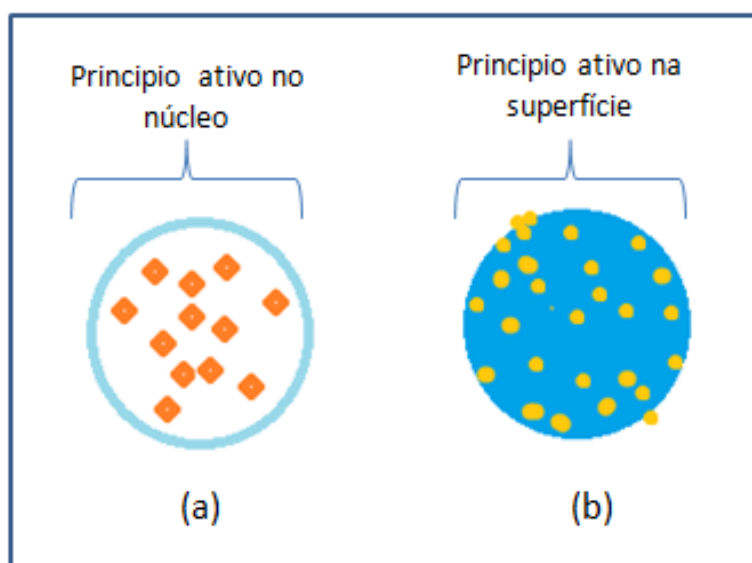 Principio ativo no
núcleo
Principio ativo na
superfície
(a)
(b)